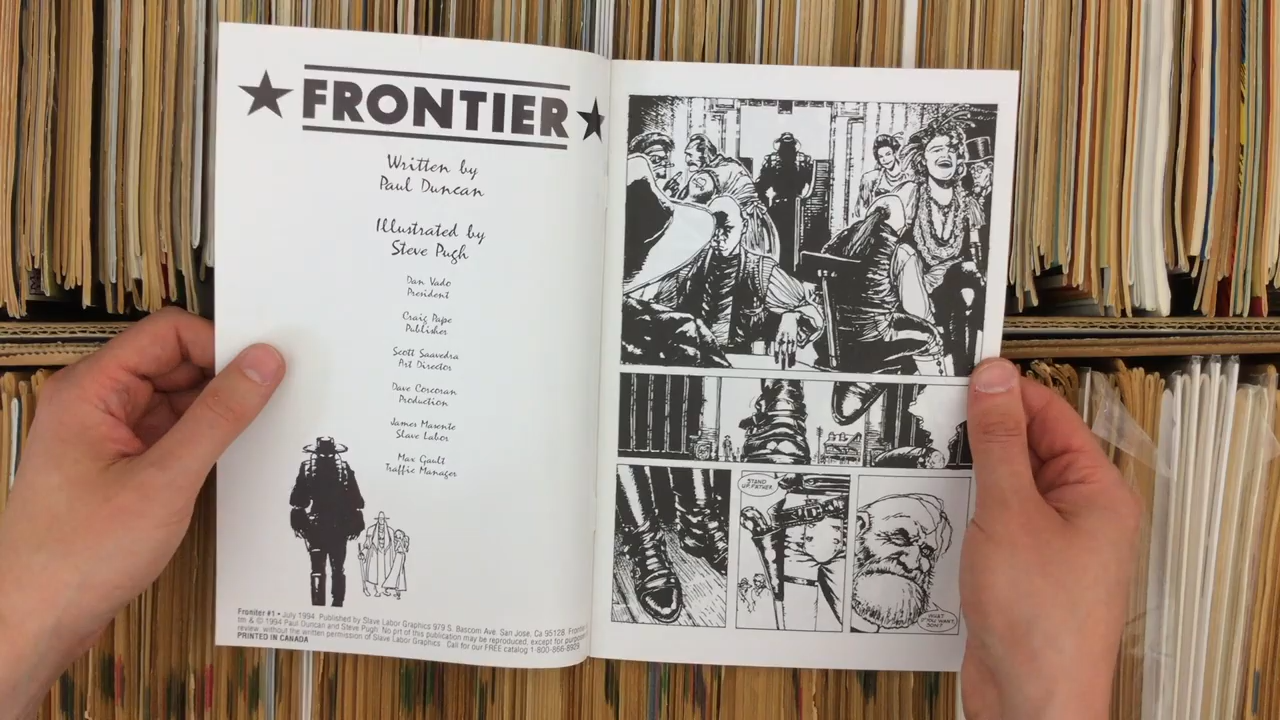 FRONTIER
Written by
Paul Duncan
Illustrated by
Steve Pugh
Dan Vado
President
Craig Pape
Publisher
Scott Saavedra
Art Director
Dave Corcoran
Production
James Masente
Slave Labor
Max Gault
Traffic Manager
Froniter #1 • July 1994 Published by Slave Labor Graphics 979 S. Bascom Ave. San Jose, Ca 95128. Frontier
tm & © 1994 Paul Duncan and Steve Pugh. No prt of this publication may be reproduced, except for purpose
review, without the written permission of Slave Labor Graphics. Call for our FREE catalog 1-800-866-8929
PRINTED IN CANADA
STAND
UP, FATHER.
YOU WANT,
SON?